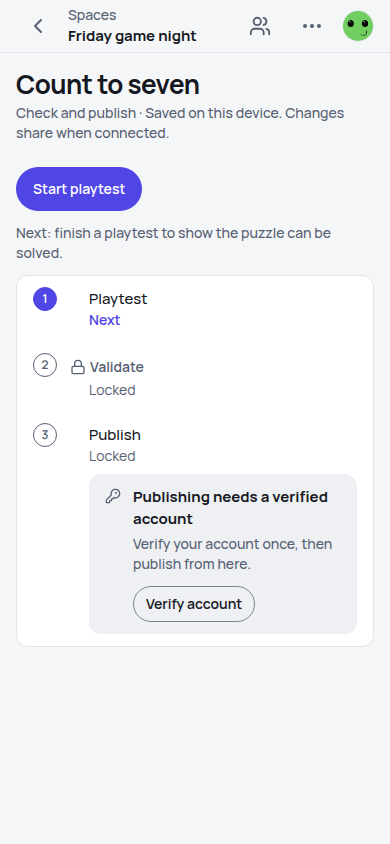 Spaces
Friday game night
Count to seven
Check and publish · Saved on this device. Changes
share when connected.
Start playtest
Next: finish a playtest to show the puzzle can be
solved.
1
Playtest
Next
2
Validate
Locked
3
Publish
Locked
Publishing needs a verified
account
Verify your account once, then
publish from here.
Verify account